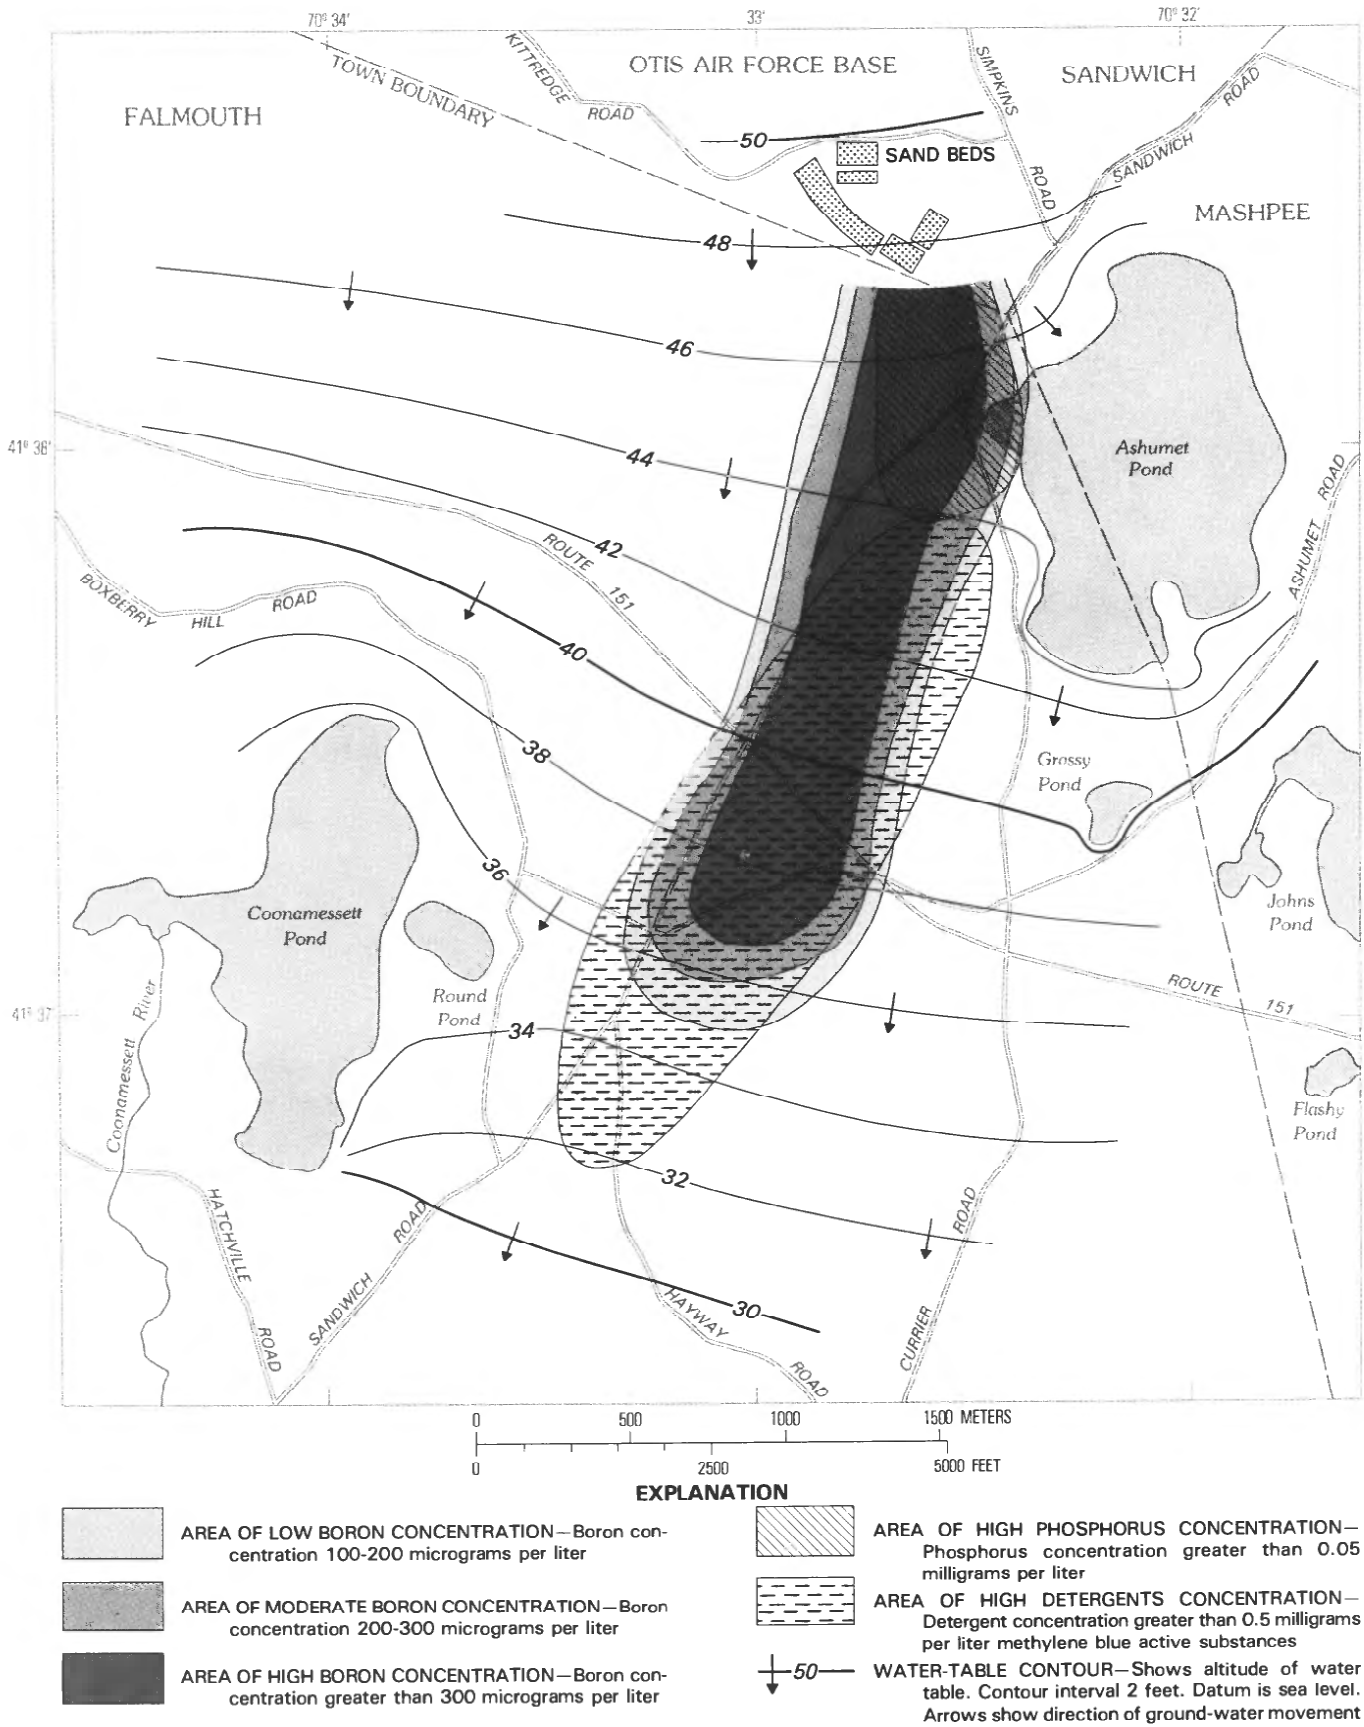 70° 34'
33'
70° 32'
KITTREDGE
ROAD
OTIS AIR FORCE BASE
SIMPKINS
ROAD
SANDWICH
SANDWICH
ROAD
TOWN BOUNDARY
FALMOUTH
50
SAND BEDS
MASHPEE
48
46
44
41° 38'
Ashumet
Pond
ASHUMET ROAD
42
ROUTE
151
BOXBERRY
HILL
ROAD
40
38
Grassy
Pond
36
Coonamessett
Pond
Johns
Pond
Round
Pond
ROUTE
151
41° 37'
34
Coonamessett River
Flashy
Pond
32
HATCHVILLE
ROAD
SANDWICH
ROAD
30
HAYWAY
ROAD
CURRIER
ROAD
0 500 1000 1500 METERS
0 2500 5000 FEET
EXPLANATION
AREA OF LOW BORON CONCENTRATION—Boron con-
centration 100-200 micrograms per liter
AREA OF MODERATE BORON CONCENTRATION—Boron
concentration 200-300 micrograms per liter
AREA OF HIGH BORON CONCENTRATION—Boron con-
centration greater than 300 micrograms per liter
AREA OF HIGH PHOSPHORUS CONCENTRATION—
Phosphorus concentration greater than 0.05
milligrams per liter
AREA OF HIGH DETERGENTS CONCENTRATION—
Detergent concentration greater than 0.5 milligrams
per liter methylene blue active substances
50
WATER-TABLE CONTOUR—Shows altitude of water
table. Contour interval 2 feet. Datum is sea level.
Arrows show direction of ground-water movement